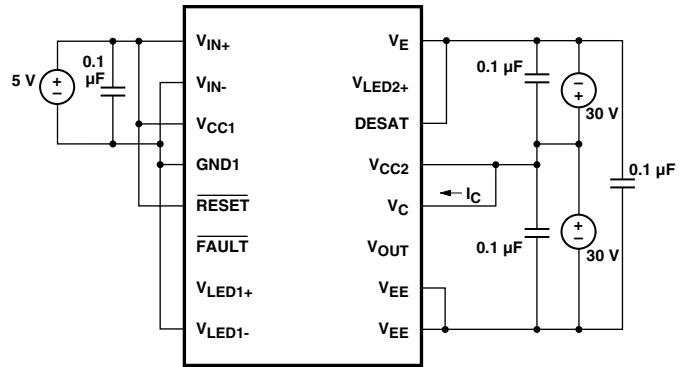 5 V
0.1
µF
V_IN+
V_IN-
V_CC1
GND1
RESET
FAULT
V_LED1+
V_LED1-
V_E
V_LED2+
DESAT
V_CC2
V_C
V_OUT
V_EE
V_EE
I_C
0.1 µF
30 V
0.1 µF
0.1 µF
30 V